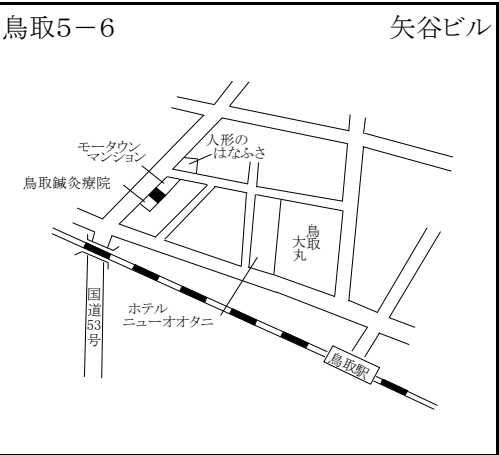 鳥取5−6
矢谷ビル
人形の
はなふさ
モータウン
マンション
鳥取鍼灸療院
鳥取
大丸
ホテル
ニューオオタニ
国道53号
鳥取駅